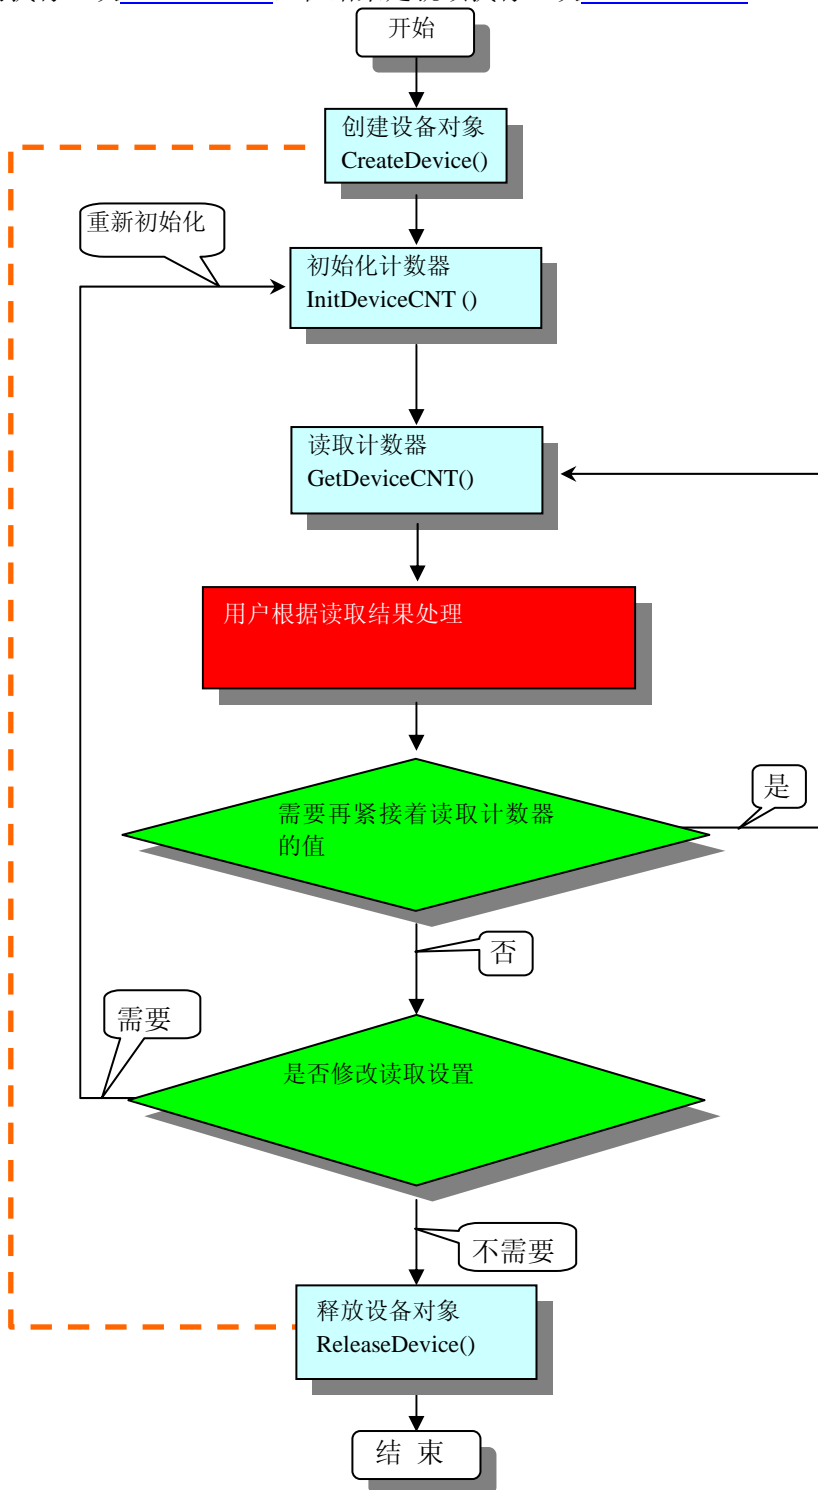 开始
创建设备对象
CreateDevice()
重新初始化
初始化计数器
InitDeviceCNT ()
读取计数器
GetDeviceCNT()
用户根据读取结果处理
需要再紧接着读取计数器
的值
是
否
需要
是否修改读取设置
不需要
释放设备对象
ReleaseDevice()
结 束